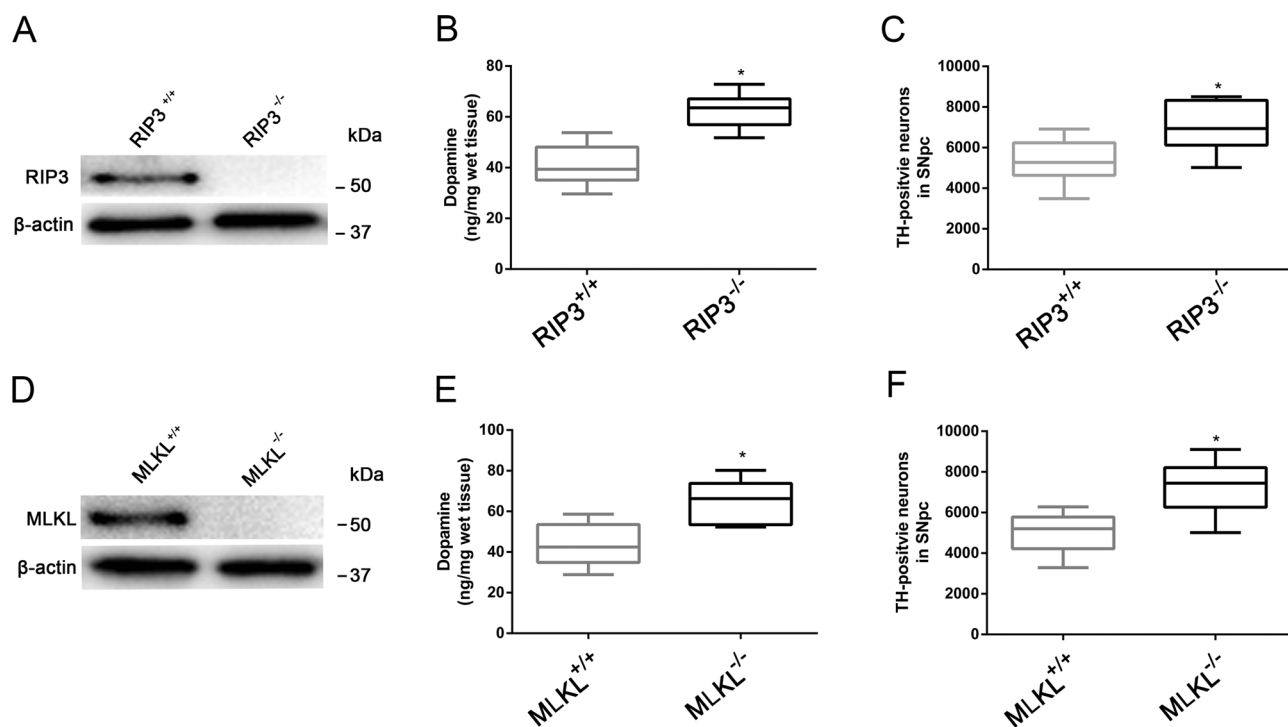 A
RIP3+/+
RIP3-/-
kDa
RIP3
– 50
β-actin
– 37
B
80
60
40
20
0
Dopamine
(ng/mg wet tissue)
*
RIP3+/+
RIP3-/-
C
10000
8000
6000
4000
2000
0
TH-positvie neurons
in SNpc
*
RIP3+/+
RIP3-/-
D
MLKL+/+
MLKL-/-
kDa
MLKL
– 50
β-actin
– 37
E
100
80
60
40
20
0
Dopamine
(ng/mg wet tissue)
*
MLKL+/+
MLKL-/-
F
10000
8000
6000
4000
2000
0
TH-positvie neurons
in SNpc
*
MLKL+/+
MLKL-/-